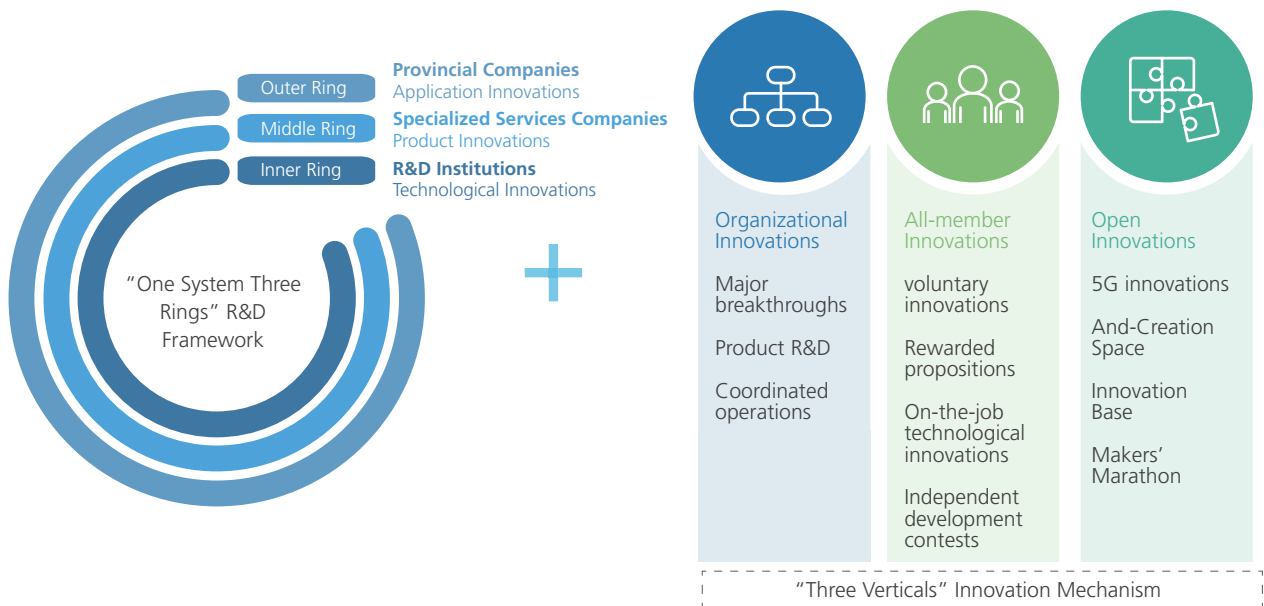 Outer Ring
Provincial Companies
Application Innovations
Middle Ring
Specialized Services Companies
Product Innovations
Inner Ring
R&D Institutions
Technological Innovations
“One System Three
Rings” R&D
Framework
Organizational
Innovations
Major
breakthroughs
Product R&D
Coordinated
operations
All-member
Innovations
voluntary
innovations
Rewarded
propositions
On-the-job
technological
innovations
Independent
development
contests
Open
Innovations
5G innovations
And-Creation
Space
Innovation
Base
Makers’
Marathon
“Three Verticals” Innovation Mechanism